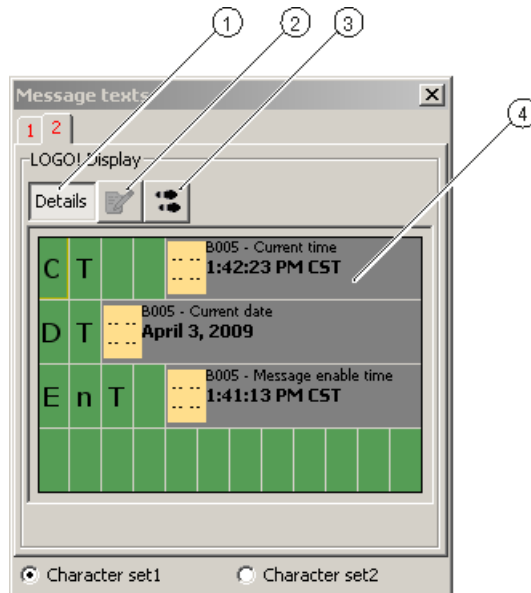 1 2 3
Message texts
4
1 2
LOGO! Display
Details
C T
B005 - Current time
1:42:23 PM CST
D T
B005 - Current date
April 3, 2009
E n T
B005 - Message enable time
1:41:13 PM CST
Character set1 Character set2